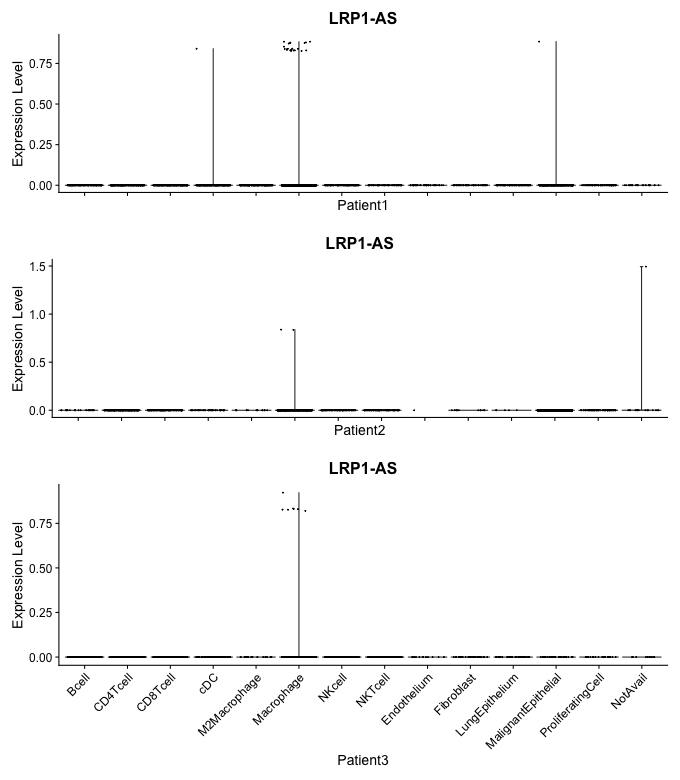 LRP1-AS
Expression Level
0.75
0.50
0.25
0.00
Patient1
LRP1-AS
Expression Level
1.5
1.0
0.5
0.0
Patient2
LRP1-AS
Expression Level
0.75
0.50
0.25
0.00
Bcell
CD4Tcell
CD8Tcell
cDC
M2Macrophage
Macrophage
NKcell
NKTcell
Endothelium
Fibroblast
LungEpithelium
MalignantEpithelial
ProliferatingCell
NotAvail
Patient3